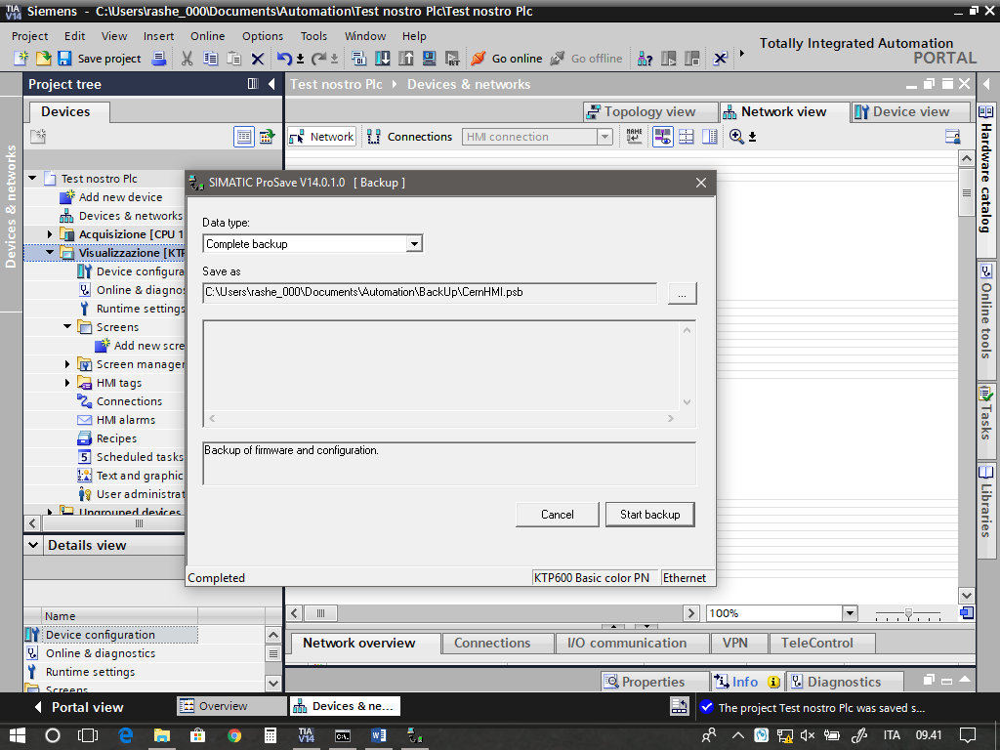 TIA V14 Siemens - C:\Users\rashe_000\Documents\Automation\Test nostro Plc\Test nostro Plc
Project Edit View Insert Online Options Tools Window Help
Save project Go online Go offline
Totally Integrated Automation
PORTAL
Project tree
Test nostro Plc Devices & networks
Devices
Topology view Network view Device view
Network Connections HMI connection
Devices & networks
Test nostro Plc
Add new device
Devices & networks
Acquisizione [CPU 1
Visualizzazione [KTP
Device configura
Online & diagnos
Runtime settings
Screens
Add new scre
Screen manager
HMI tags
Connections
HMI alarms
Recipes
Scheduled tasks
Text and graphic
User administrat
Ungrouped devices
SIMATIC ProSave V14.0.1.0 [ Backup ]
Data type:
Complete backup
Save as
C:\Users\rashe_000\Documents\Automation\BackUp\CernHMI.psb
...
Backup of firmware and configuration.
Cancel Start backup
Completed KTP600 Basic color PN Ethernet
Hardware catalog
Online tools
Tasks
Libraries
Details view
Name
Device configuration
Online & diagnostics
Runtime settings
Screens
100%
Network overview Connections I/O communication VPN TeleControl
Properties Info Diagnostics
Portal view Overview Devices & ne... The project Test nostro Plc was saved s...
TIA V14 ITA 09.41